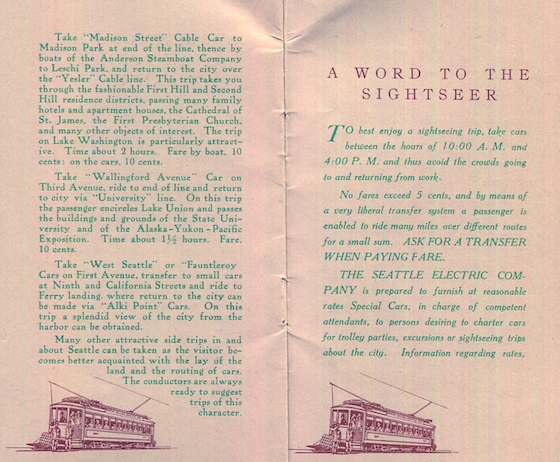 Take "Madison Street" Cable Car to
Madison Park at end of the line, thence by
boats of the Anderson Steamboat Company
to Leschi Park, and return to the city over
the "Yesler" Cable line. This trip takes you
through the fashionable First Hill and Second
Hill residence districts, passing many family
hotels and apartment houses, the Cathedral of
St. James, the First Presbyterian Church,
and many other objects of interest. The trip
on Lake Washington is particularly attract-
ive. Time about 2 hours. Fare by boat, 10
cents: on the cars, 10 cents.
Take "Wallingford Avenue" Car on
Third Avenue, ride to end of line and return
to city via "University" line. On this trip
the passenger encircles Lake Union and passes
the buildings and grounds of the State Uni-
versity and of the Alaska-Yukon-Pacific
Exposition. Time about 1½ hours. Fare,
10 cents.
Take "West Seattle" or "Fauntleroy
Cars on First Avenue, transfer to small cars
at Ninth and California Streets and ride to
Ferry landing, where return to the city can
be made via "Alki Point" Cars. On this
trip a splendid view of the city from the
harbor can be obtained.
Many other attractive side trips in and
about Seattle can be taken as the visitor be-
comes better acquainted with the lay of the
land and the routing of cars.
The conductors are always
ready to suggest
trips of this
character.
A WORD TO THE
SIGHTSEER
TO best enjoy a sightseeing trip, take cars
between the hours of 10:00 A. M. and
4:00 P. M. and thus avoid the crowds going
to and returning from work.
No fares exceed 5 cents, and by means of
a very liberal transfer system a passenger is
enabled to ride many miles over different routes
for a small sum. ASK FOR A TRANSFER
WHEN PAYING FARE.
THE SEATTLE ELECTRIC COM-
PANY is prepared to furnish at reasonable
rates Special Cars, in charge of competent
attendants, to persons desiring to charter cars
for trolley parties, excursions or sightseeing trips
about the city. Information regarding rates,